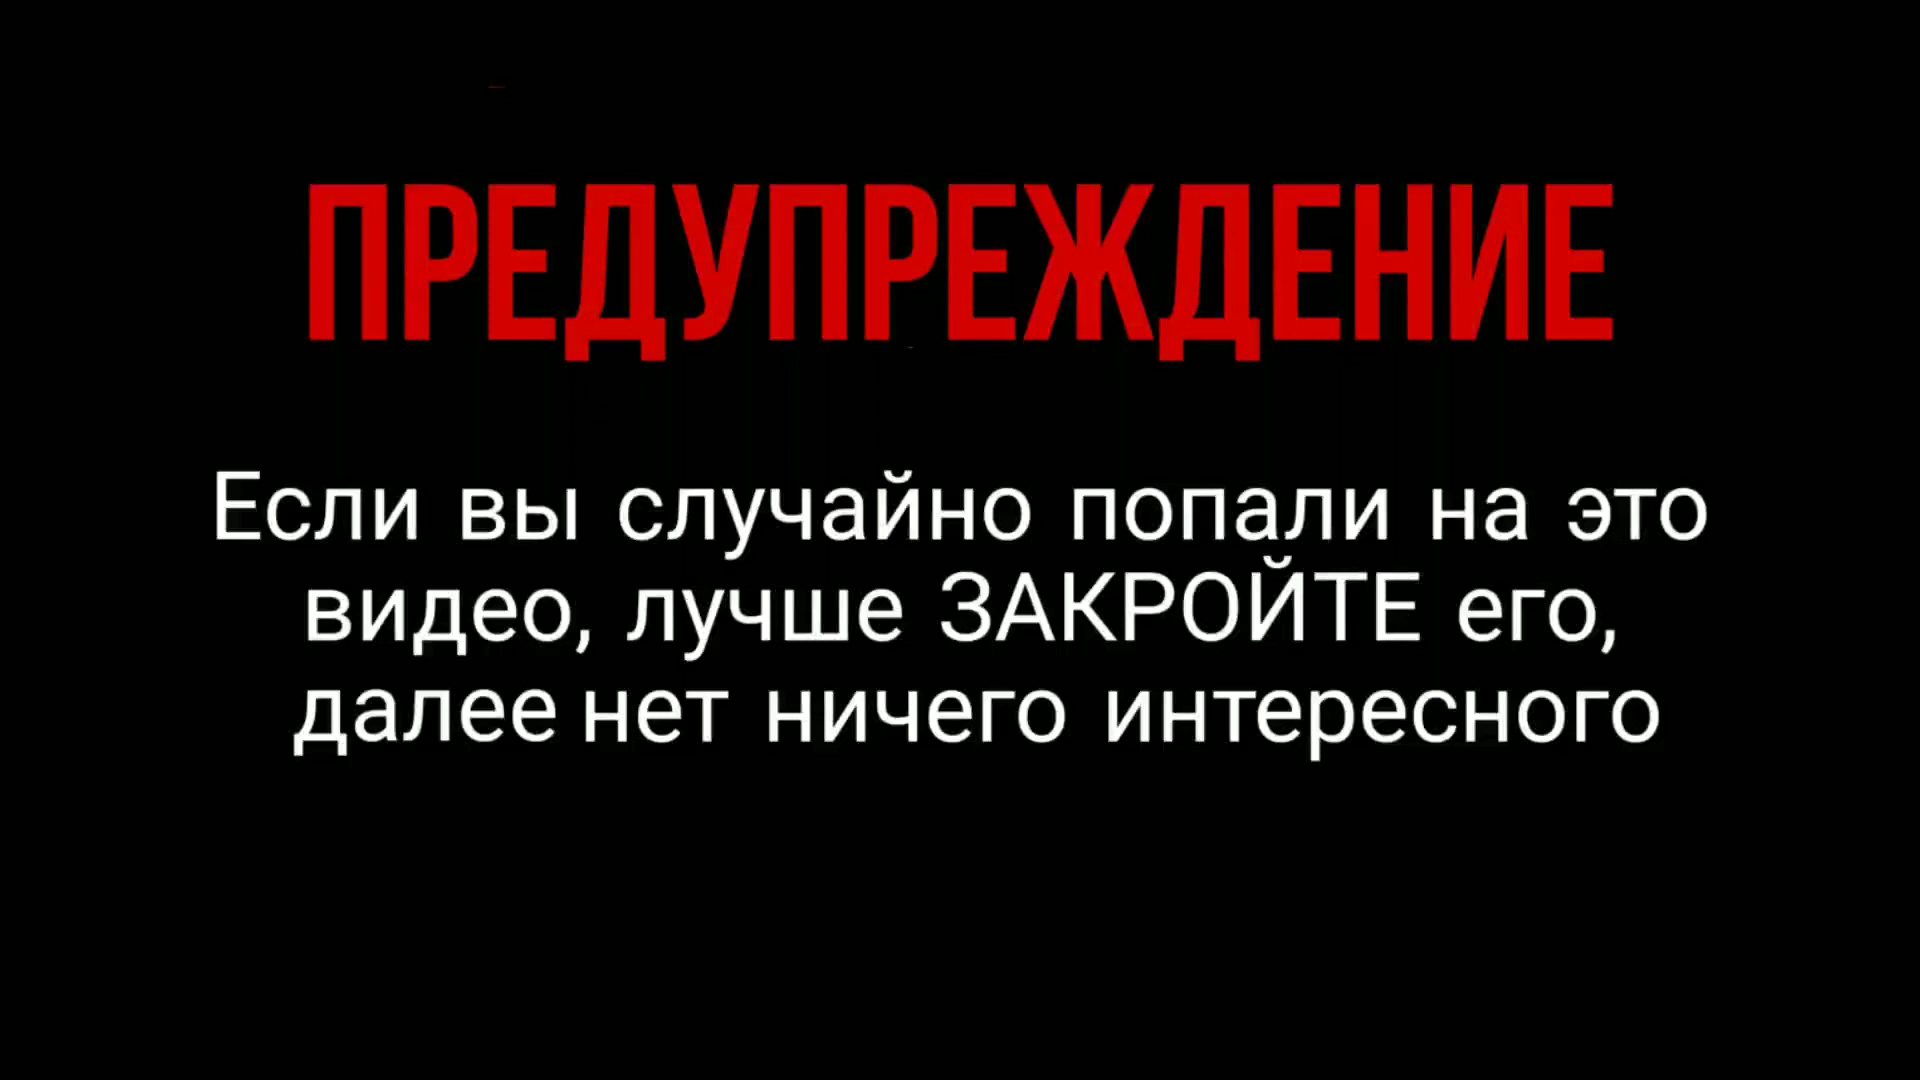 ПРЕДУПРЕЖДЕНИЕ
Если вы случайно попали на это
видео, лучше ЗАКРОЙТЕ его,
далее нет ничего интересного